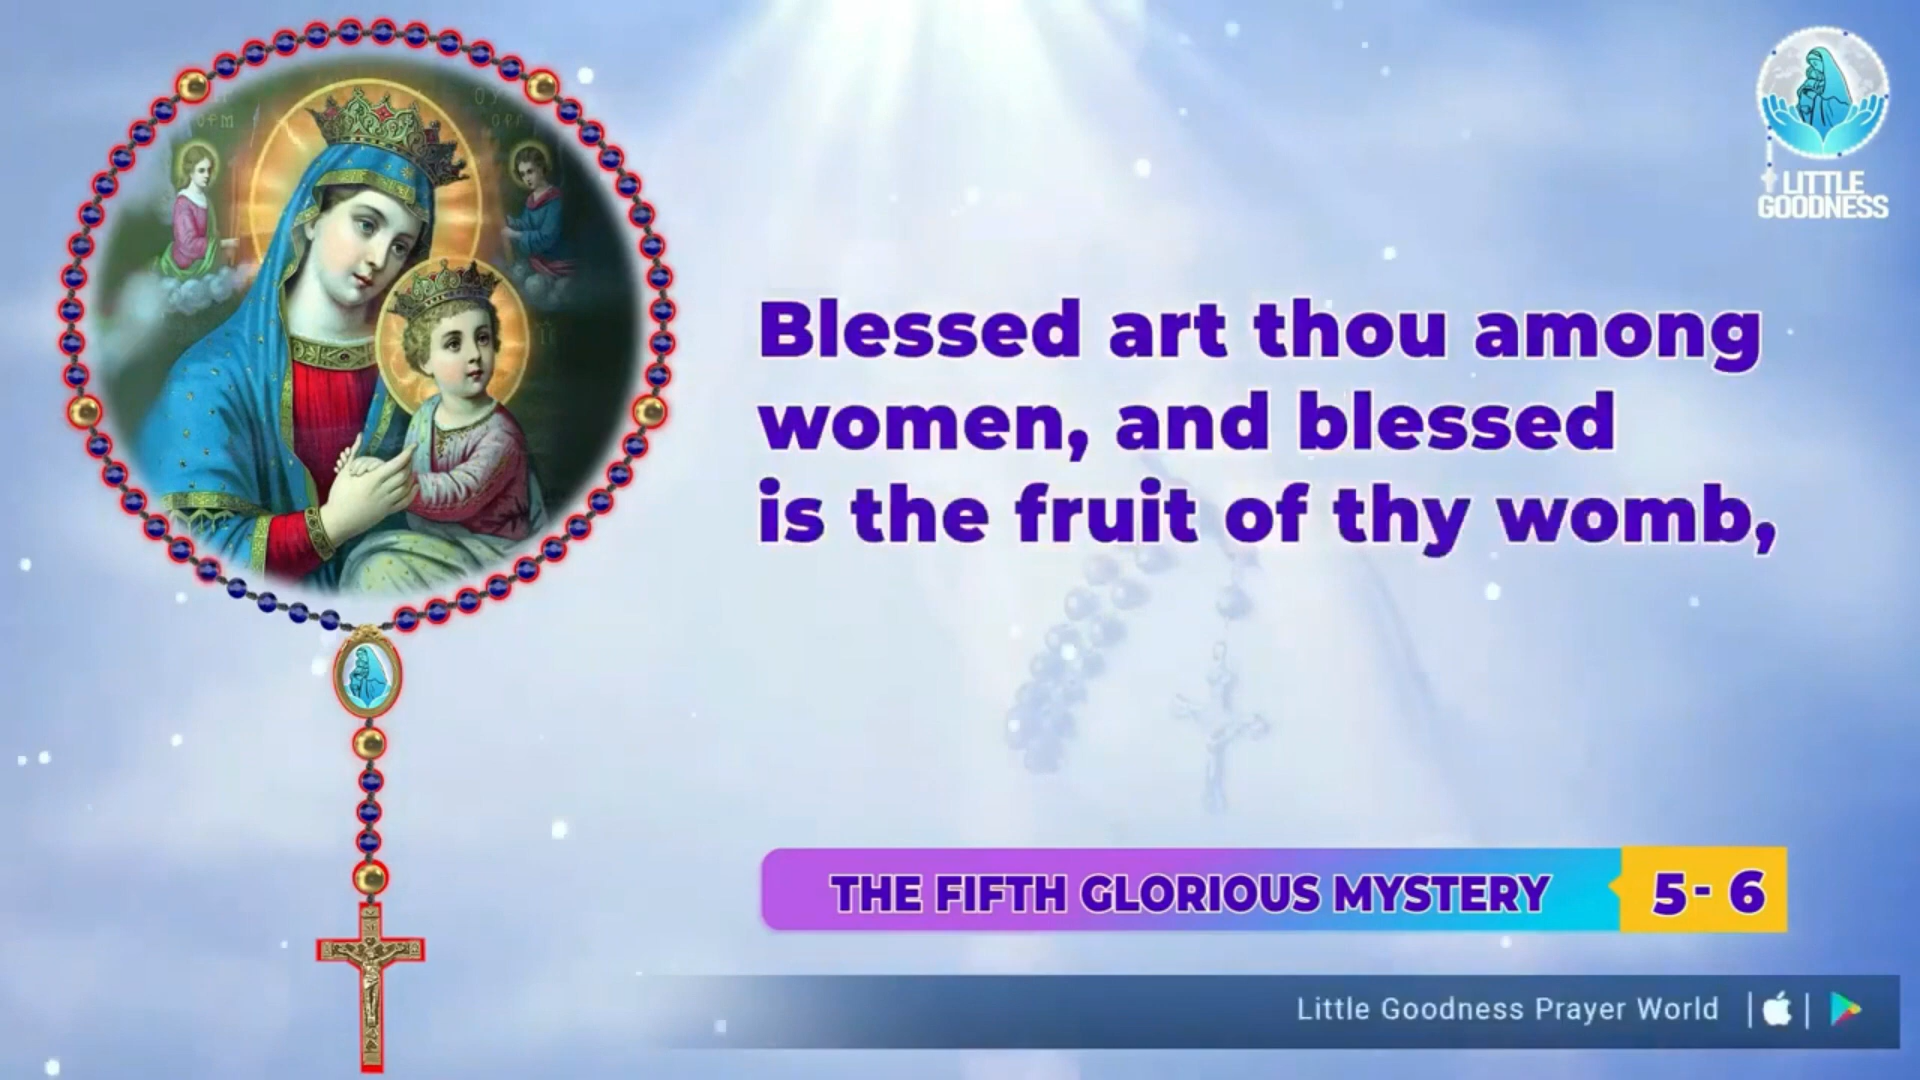 LITTLE
GOODNESS
Blessed art thou among
women, and blessed
is the fruit of thy womb,
THE FIFTH GLORIOUS MYSTERY 5- 6
Little Goodness Prayer World